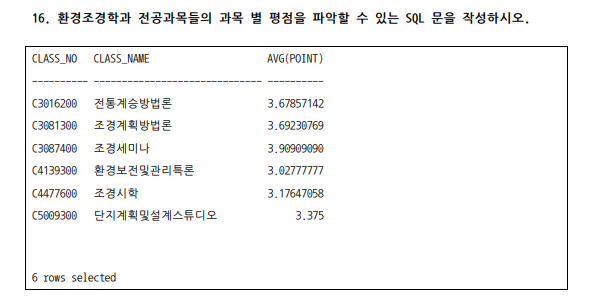 16. 환경조경학과 전공과목들의 과목 별 평점을 파악할 수 있는 SQL 문을 작성하시오.
CLASS_NO CLASS_NAME AVG(POINT)
---------- ------------------------------ ----------
C3016200 전통계승방법론 3.67857142
C3081300 조경계획방법론 3.69230769
C3087400 조경세미나 3.90909090
C4139300 환경보전및관리특론 3.02777777
C4477600 조경시학 3.17647058
C5009300 단지계획및설계스튜디오 3.375
6 rows selected